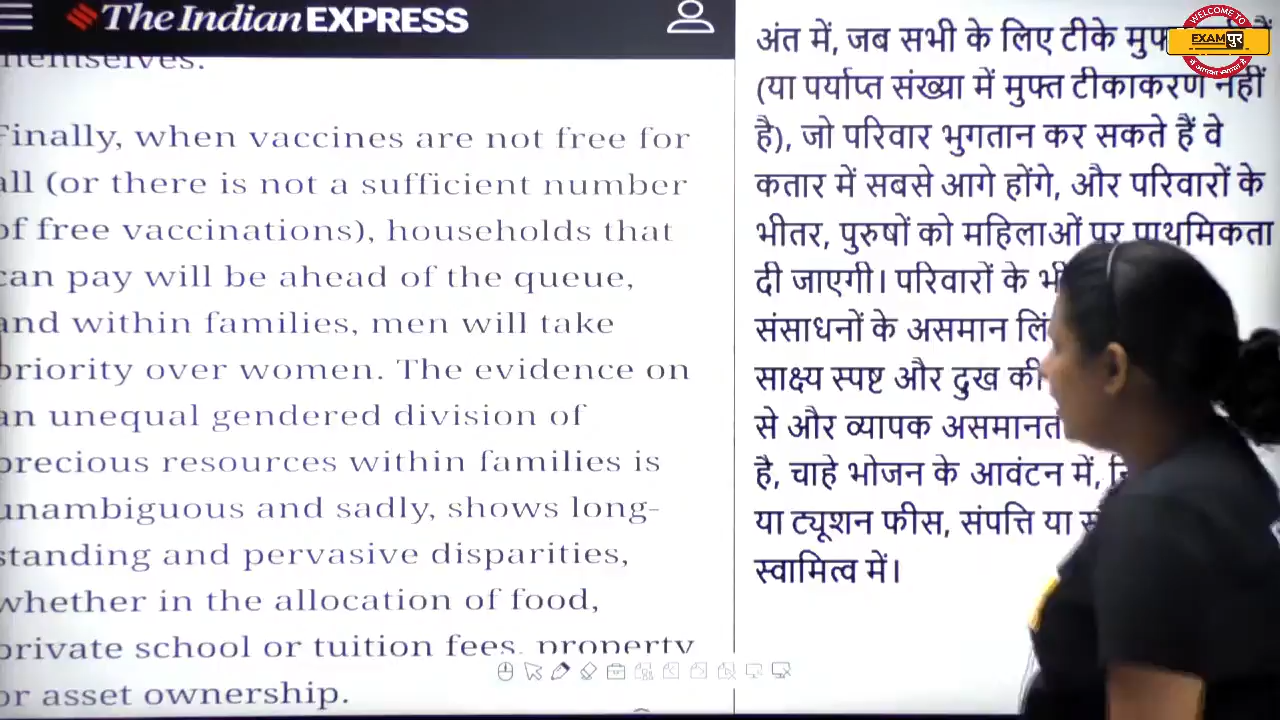 The Indian EXPRESS
themselves.
Finally, when vaccines are not free for
all (or there is not a sufficient number
of free vaccinations), households that
can pay will be ahead of the queue,
and within families, men will take
priority over women. The evidence on
an unequal gendered division of
precious resources within families is
unambiguous and sadly, shows long-
standing and pervasive disparities,
whether in the allocation of food,
private school or tuition fees, property
or asset ownership.
अंत में, जब सभी के लिए टीके
(या पर्याप्त संख्या में मुफ्त टीकाकरण नहीं
है), जो परिवार भुगतान कर सकते हैं वे
कतार में सबसे आगे होंगे, और परिवारों के
भीतर, पुरुषों को महिलाओं पर प्राथमिकता
दी जाएगी। परिवारों के
संसाधनों के असमान
साक्ष्य स्पष्ट और दुख की
से और व्यापक
है, चाहे भोजन के आवंटन में,
या ट्यूशन फीस, संपत्ति या
स्वामित्व में।
WELCOME TO
EXAMपुर